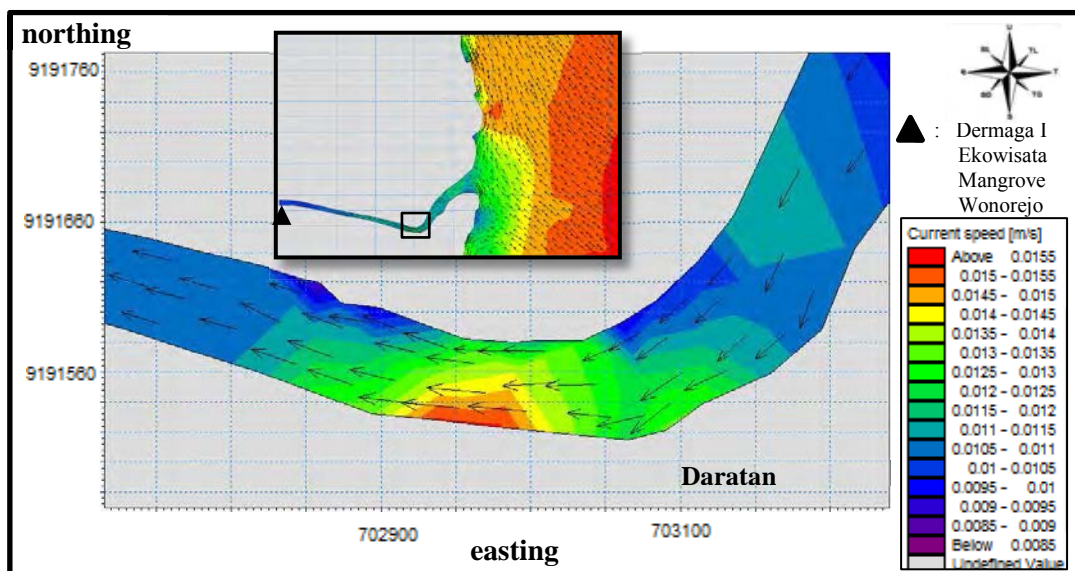 northing
9191760
9191660
9191560
702900
703100
easting
Daratan
U
TL
T
TG
S
BD
BL
: Dermaga I
Ekowisata
Mangrove
Wonorejo
Current speed [m/s]
Above 0.0155
0.015 - 0.0155
0.0145 - 0.015
0.014 - 0.0145
0.0135 - 0.014
0.013 - 0.0135
0.0125 - 0.013
0.012 - 0.0125
0.0115 - 0.012
0.011 - 0.0115
0.0105 - 0.011
0.01 - 0.0105
0.0095 - 0.01
0.009 - 0.0095
0.0085 - 0.009
Below 0.0085
Undefined Value